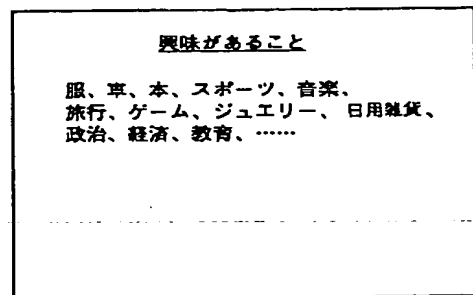 興味があること
服、車、本、スポーツ、音楽、
旅行、ゲーム、ジュエリー、日用雑貨、
政治、経済、教育、……